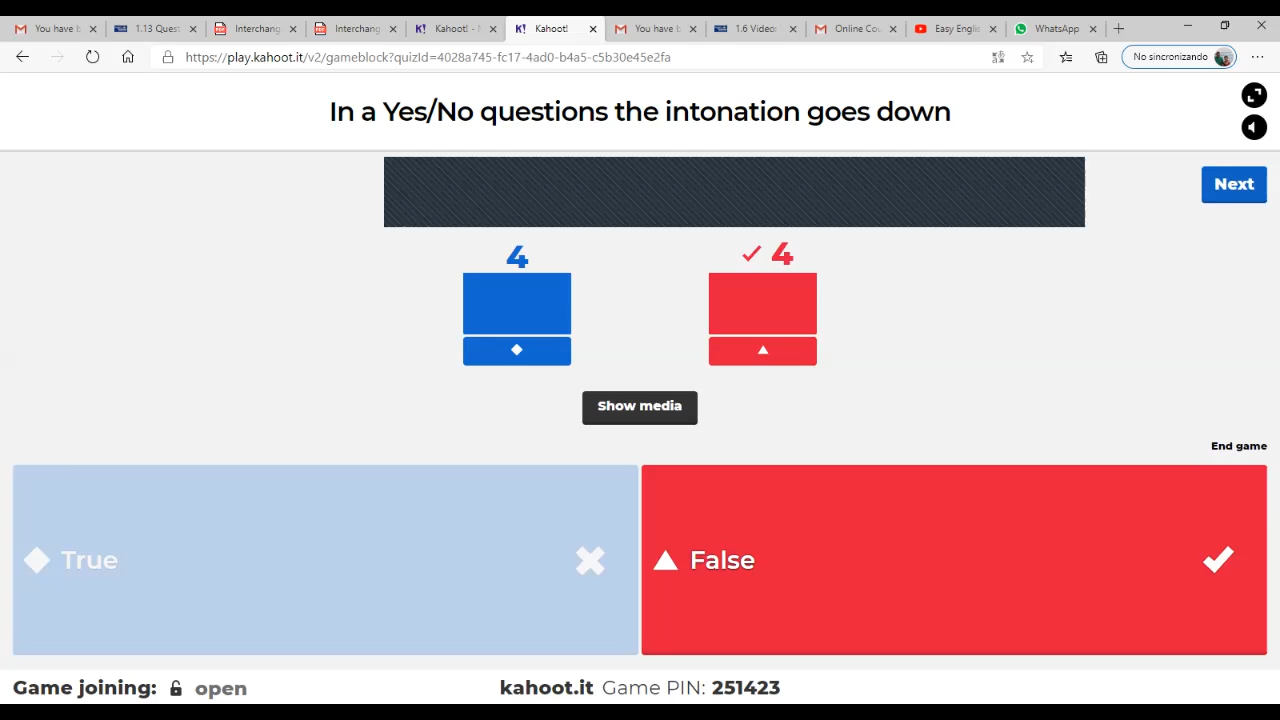 You have b
1.13 Quest
Interchang
Interchang
Kahoot! - N
Kahoot!
You have b
1.6 Video:
Online Cou
Easy Englis
WhatsApp
https://play.kahoot.it/v2/gameblock?quizId=4028a745-fc17-4ad0-b4a5-c5b30e45e2fa
No sincronizando
In a Yes/No questions the intonation goes down
Next
4
4
Show media
End game
True
False
Game joining: open
kahoot.it Game PIN: 251423